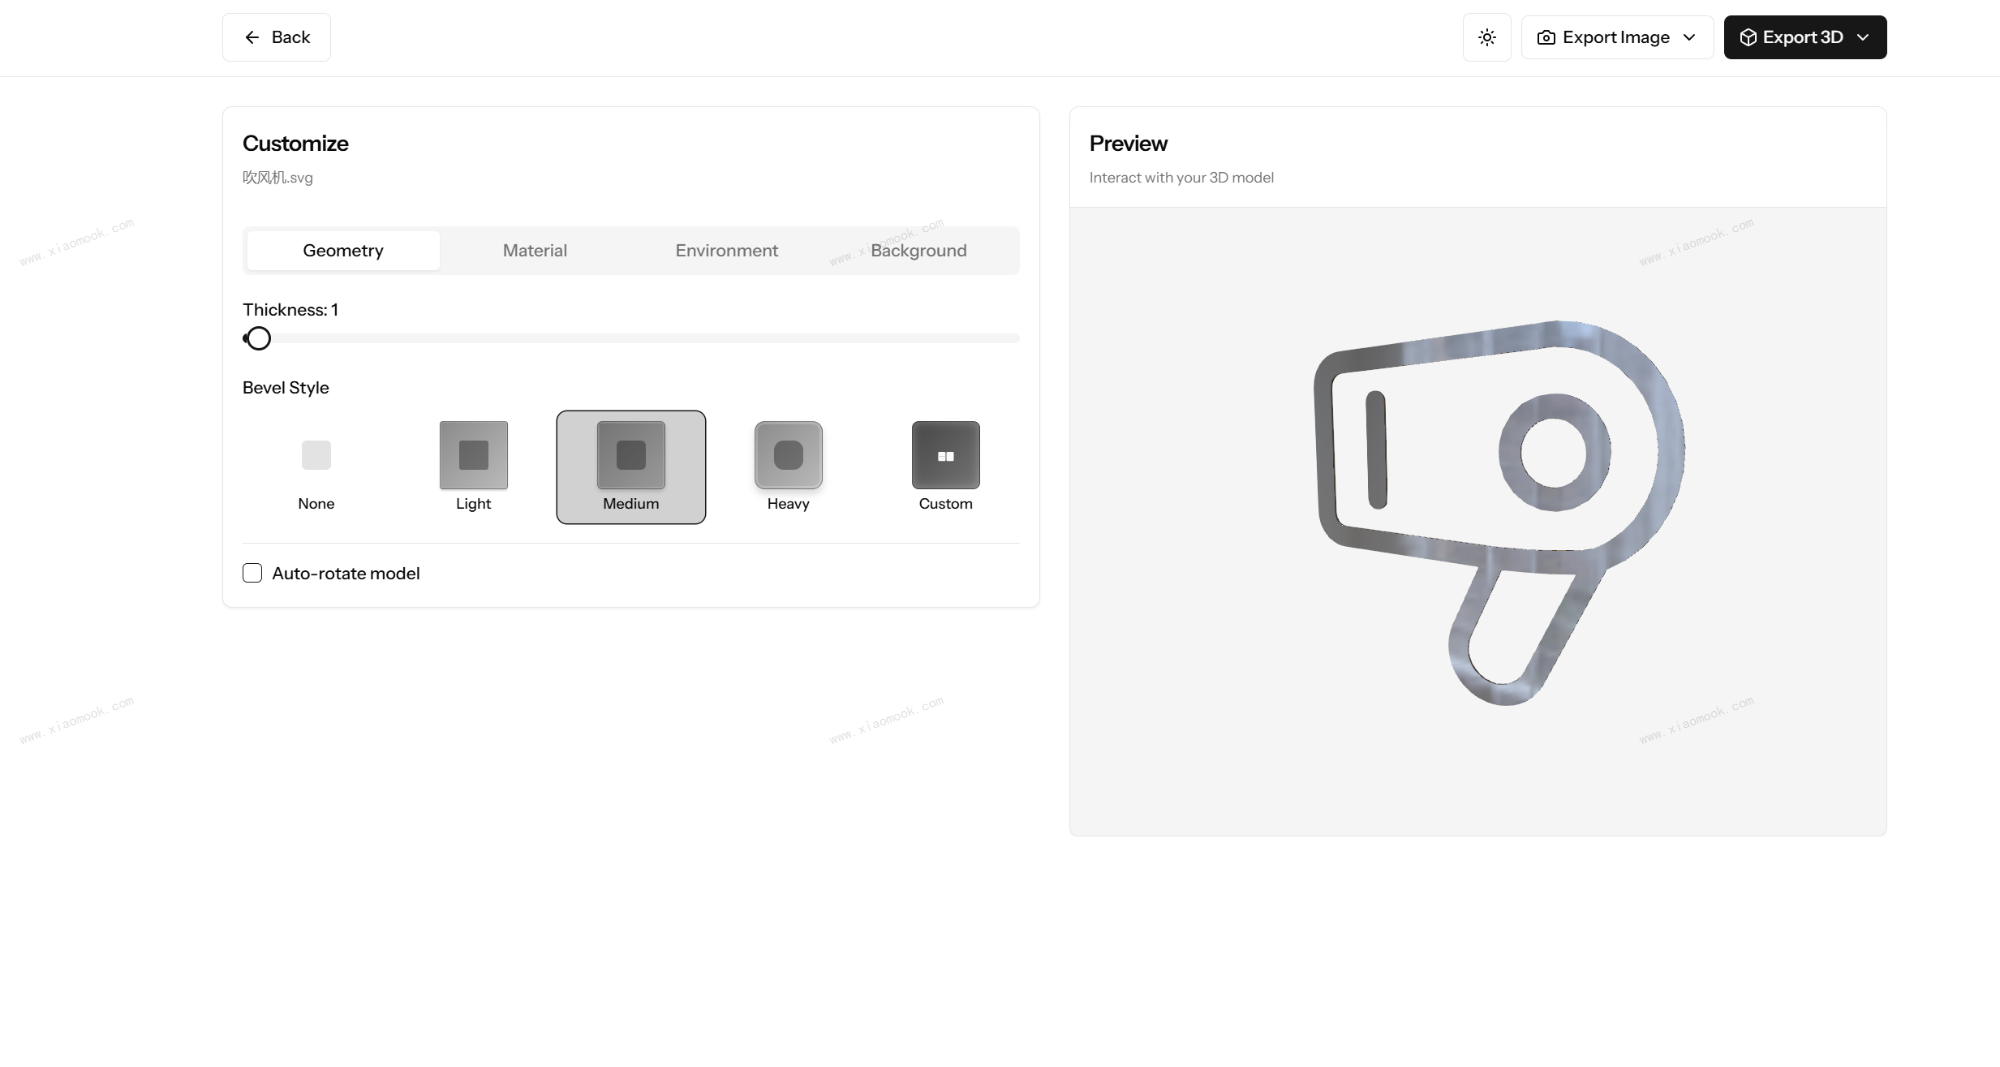 Back
Export Image
Export 3D
Customize
吹风机.svg
Geometry
Material
Environment
Background
Thickness: 1
Bevel Style
None
Light
Medium
Heavy
Custom
Auto-rotate model
Preview
Interact with your 3D model
www.xiaomook.com
www.xiaomook.com
www.xiaomook.com
www.xiaomook.com
www.xiaomook.com
www.xiaomook.com